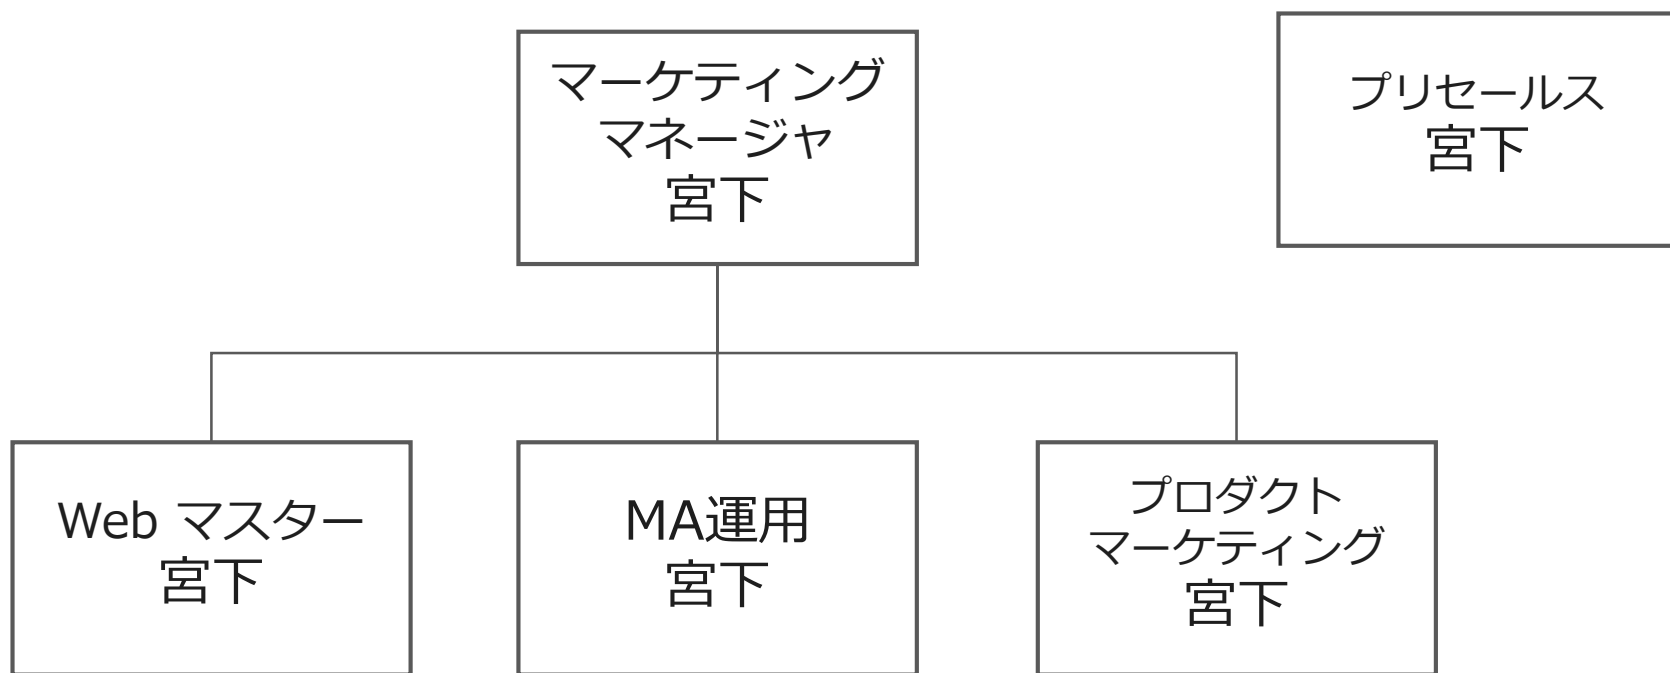 マーケティング
マネージャ
宮下
プリセールス
宮下
Web マスター
宮下
MA運用
宮下
プロダクト
マーケティング
宮下